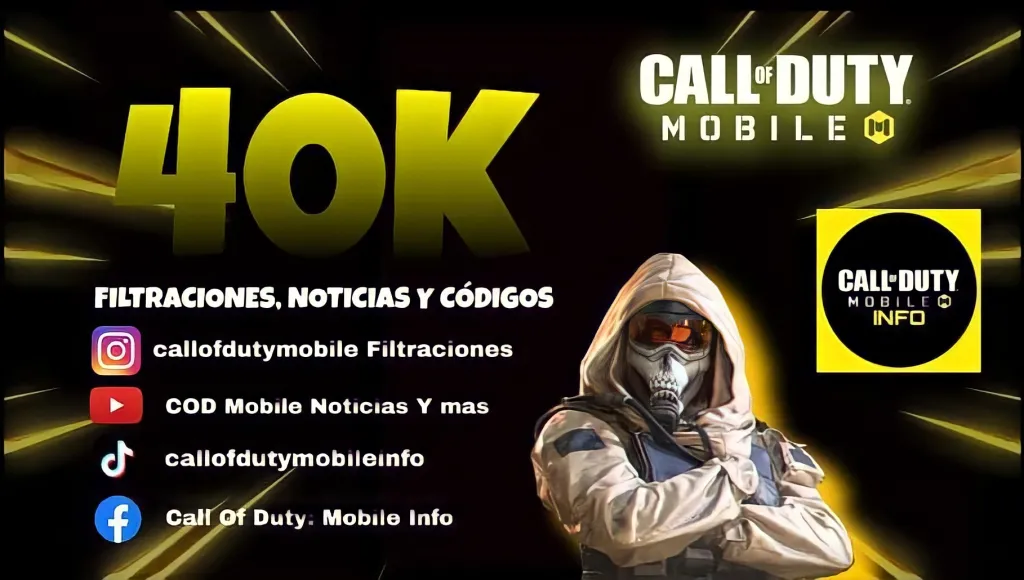 40K
CALL OF DUTY
MOBILE
FILTRACIONES, NOTICIAS Y CÓDIGOS
callofdutymobile Filtraciones
COD Mobile Noticias Y mas
callofdutymobileinfo
Call Of Duty: Mobile Info
CALL OF DUTY
MOBILE
INFO